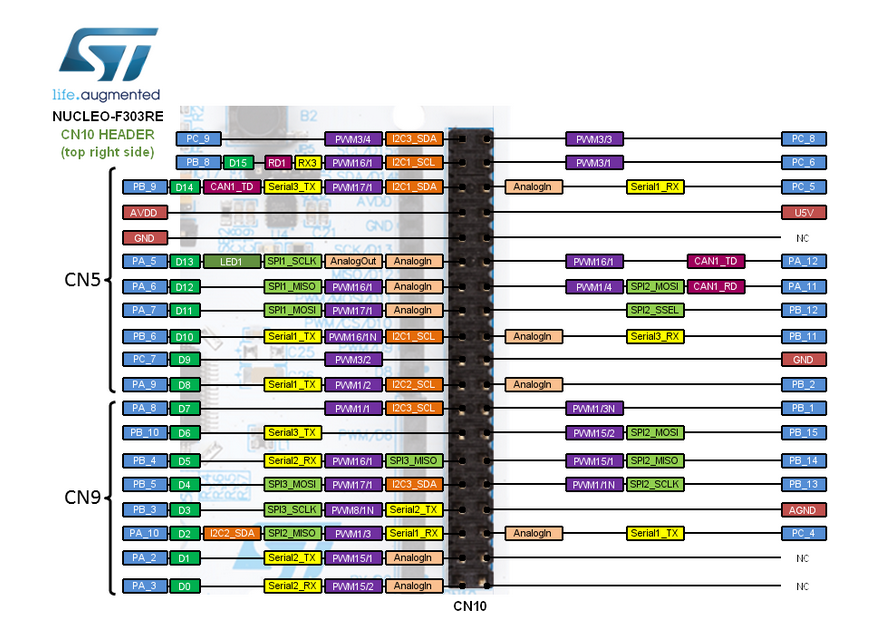 ST
life.augmented
NUCLEO-F303RE
CN10 HEADER
(top right side)
B2
PC_9 PWM3/4 I2C3_SDA PWM3/3 PC_8
PB_8 D15 RD1 RX3 PWM16/1 I2C1_SCL PWM3/1 PC_6
PB_9 D14 CAN1_TD Serial3_TX PWM17/1 I2C1_SDA AnalogIn Serial1_RX PC_5
AVDD U5V
GND NC
CN5
PA_5 D13 LED1 SPI1_SCLK AnalogOut AnalogIn PWM16/1 CAN1_TD PA_12
PA_6 D12 SPI1_MISO PWM16/1 AnalogIn PWM1/4 SPI2_MOSI CAN1_RD PA_11
PA_7 D11 SPI1_MOSI PWM17/1 AnalogIn SPI2_SSEL PB_12
PB_6 D10 Serial1_TX PWM16/1N I2C1_SCL AnalogIn Serial3_RX PB_11
PC_7 D9 PWM3/2 GND
PA_9 D8 Serial1_TX PWM1/2 I2C2_SCL AnalogIn PB_2
PA_8 D7 PWM1/1 I2C3_SCL PWM1/3N PB_1
PB_10 D6 Serial3_TX PWM/D6 PWM15/2 SPI2_MOSI PB_15
PB_4 D5 Serial2_RX PWM16/1 SPI3_MISO PWM15/1 SPI2_MISO PB_14
PB_5 D4 SPI3_MOSI PWM17/1 I2C3_SDA PWM1/1N SPI2_SCLK PB_13
CN9
PB_3 D3 SPI3_SCLK PWM8/1N Serial2_TX AGND
PA_10 D2 I2C2_SDA SPI2_MISO PWM1/3 Serial1_RX AnalogIn Serial1_TX PC_4
PA_2 D1 Serial2_TX PWM15/1 AnalogIn NC
PA_3 D0 Serial2_RX PWM15/2 AnalogIn NC
CN10